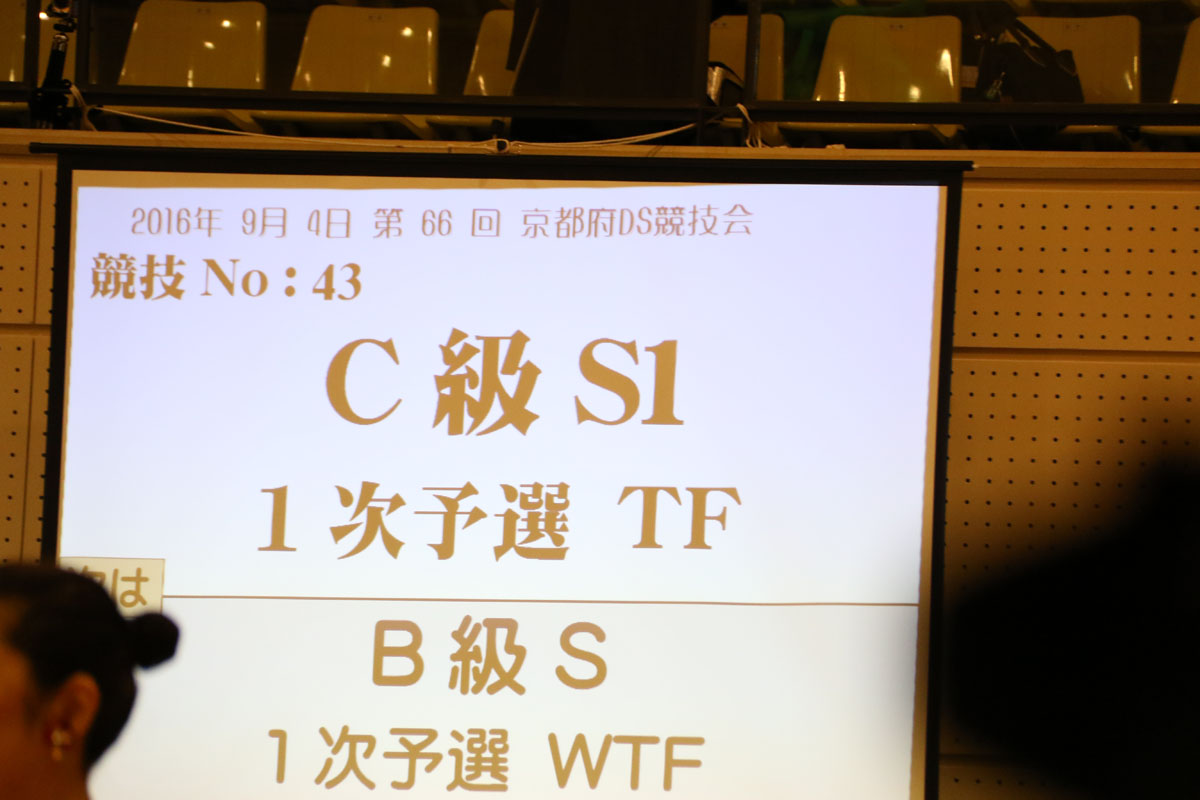 2016年 9月 4日 第 66 回 京都府DS競技会
競技 No：43
C 級 S1
1 次予選 TF
次は
B 級 S
1 次予選 WTF